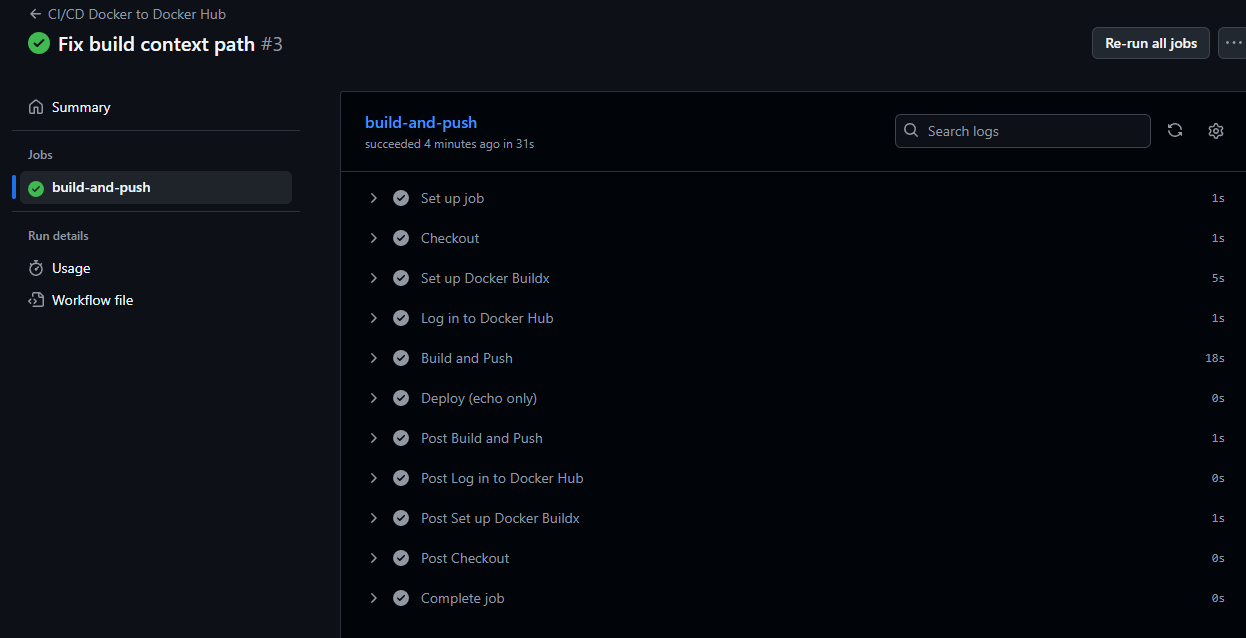 CI/CD Docker to Docker Hub
Fix build context path #3
Re-run all jobs
Summary
Jobs
build-and-push
Run details
Usage
Workflow file
build-and-push
succeeded 4 minutes ago in 31s
Search logs
Set up job 1s
Checkout 1s
Set up Docker Buildx 5s
Log in to Docker Hub 1s
Build and Push 18s
Deploy (echo only) 0s
Post Build and Push 1s
Post Log in to Docker Hub 0s
Post Set up Docker Buildx 1s
Post Checkout 0s
Complete job 0s